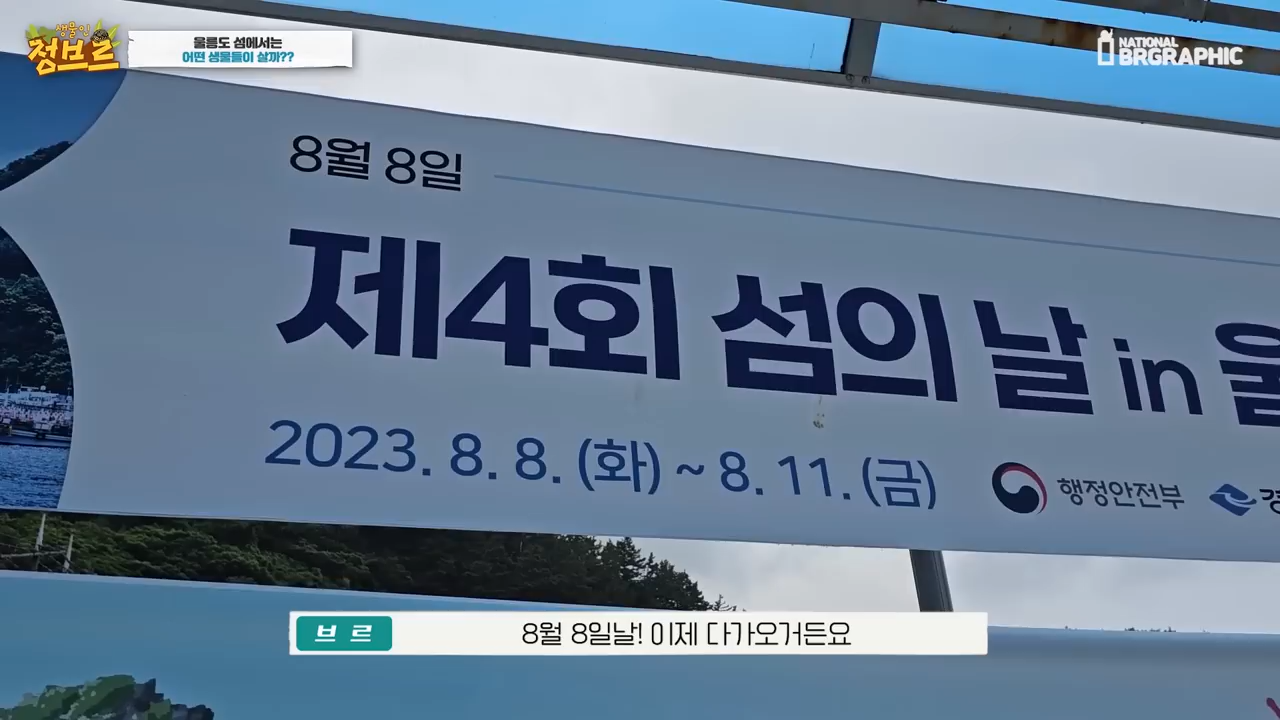 생물인
점브르
울릉도 섬에서는
어떤 생물들이 살까??
NATIONAL
BRGRAPHIC
8월 8일
제4회 섬의 날 in 울
2023. 8. 8. (화) ~ 8. 11. (금)
행정안전부
브르 8월 8일날! 이제 다가오거든요